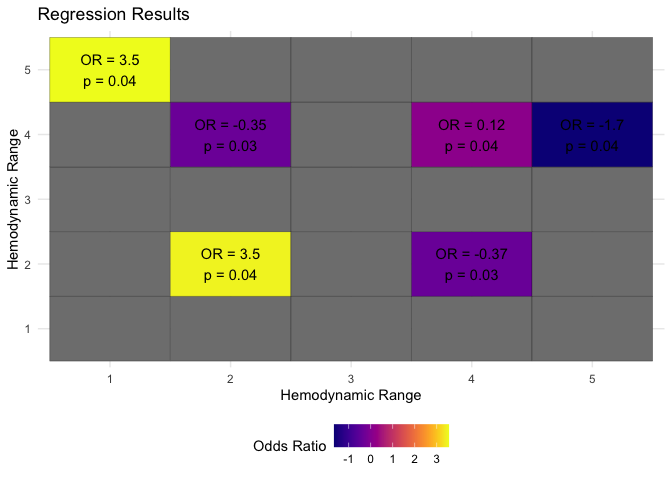 Regression Results
Hemodynamic Range
5
4
3
2
1
OR = 3.5
p = 0.04
OR = -0.35
p = 0.03
OR = 0.12
p = 0.04
OR = -1.7
p = 0.04
OR = 3.5
p = 0.04
OR = -0.37
p = 0.03
1 2 3 4 5
Hemodynamic Range
Odds Ratio
-1 0 1 2 3